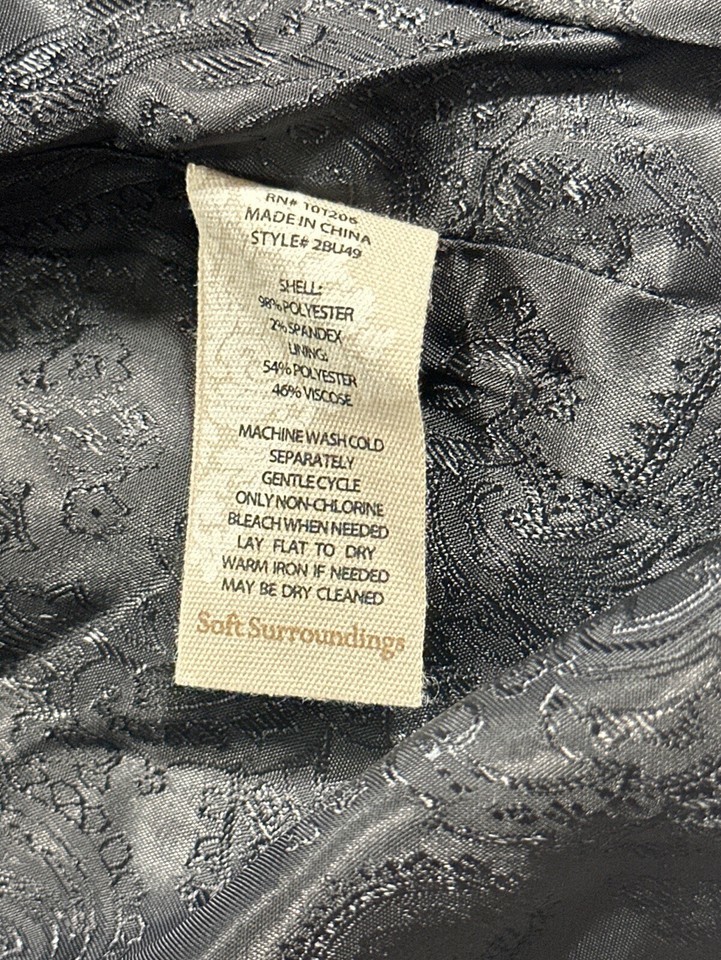 RN# 101206
MADE IN CHINA
STYLE# 2BU49
SHELL:
98% POLYESTER
2% SPANDEX
LINING:
54% POLYESTER
46% VISCOSE
MACHINE WASH COLD
SEPARATELY
GENTLE CYCLE
ONLY NON-CHLORINE
BLEACH WHEN NEEDED
LAY FLAT TO DRY
WARM IRON IF NEEDED
MAY BE DRY CLEANED
Soft Surroundings